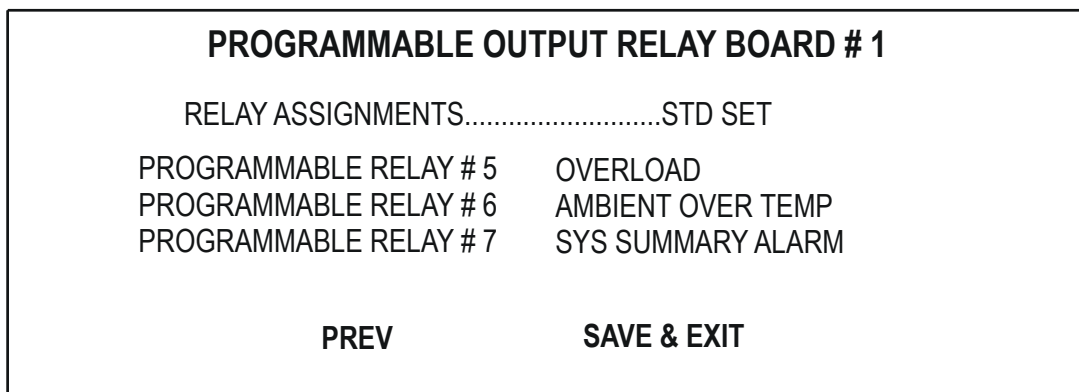 PROGRAMMABLE OUTPUT RELAY BOARD # 1
RELAY ASSIGNMENTS...........................STD SET
PROGRAMMABLE RELAY # 5 OVERLOAD
PROGRAMMABLE RELAY # 6 AMBIENT OVER TEMP
PROGRAMMABLE RELAY # 7 SYS SUMMARY ALARM
PREV SAVE & EXIT